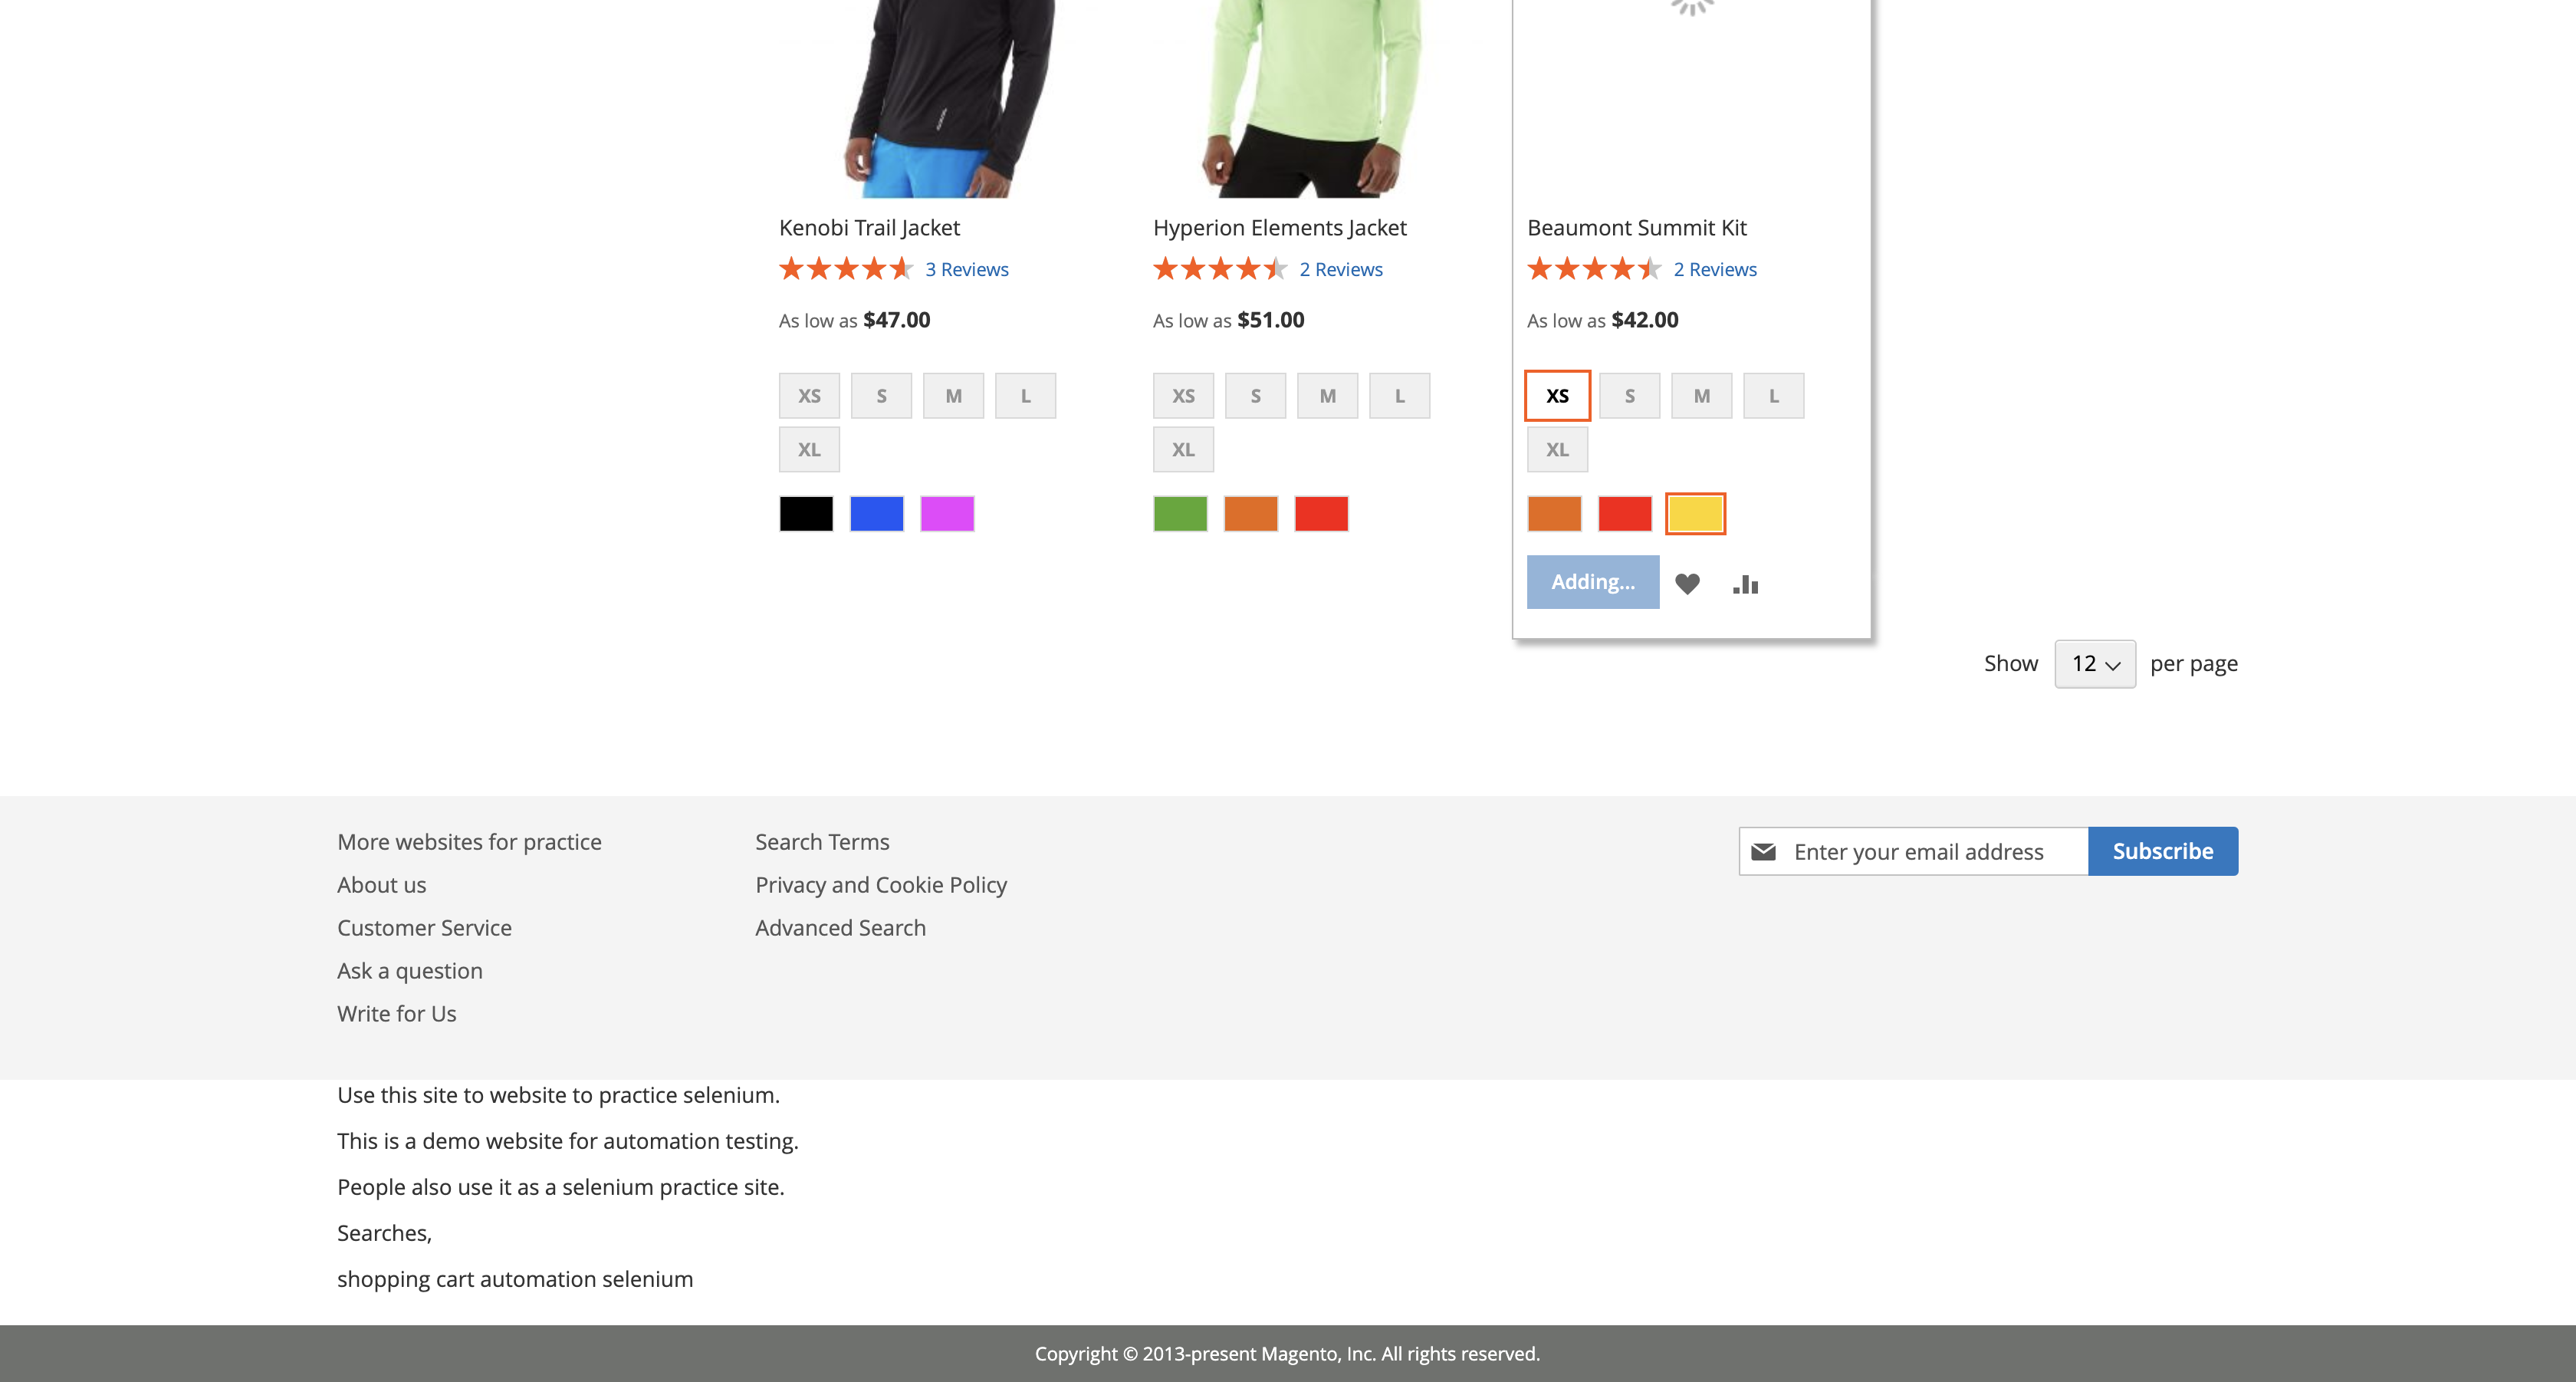 Kenobi Trail Jacket
3 Reviews
As low as $47.00
XS S M L
XL
Hyperion Elements Jacket
2 Reviews
As low as $51.00
XS S M L
XL
Beaumont Summit Kit
2 Reviews
As low as $42.00
XS S M L
XL
Adding...
Show 12 per page
More websites for practice
About us
Customer Service
Ask a question
Write for Us
Search Terms
Privacy and Cookie Policy
Advanced Search
Enter your email address Subscribe
Use this site to website to practice selenium.
This is a demo website for automation testing.
People also use it as a selenium practice site.
Searches,
shopping cart automation selenium
Copyright © 2013-present Magento, Inc. All rights reserved.